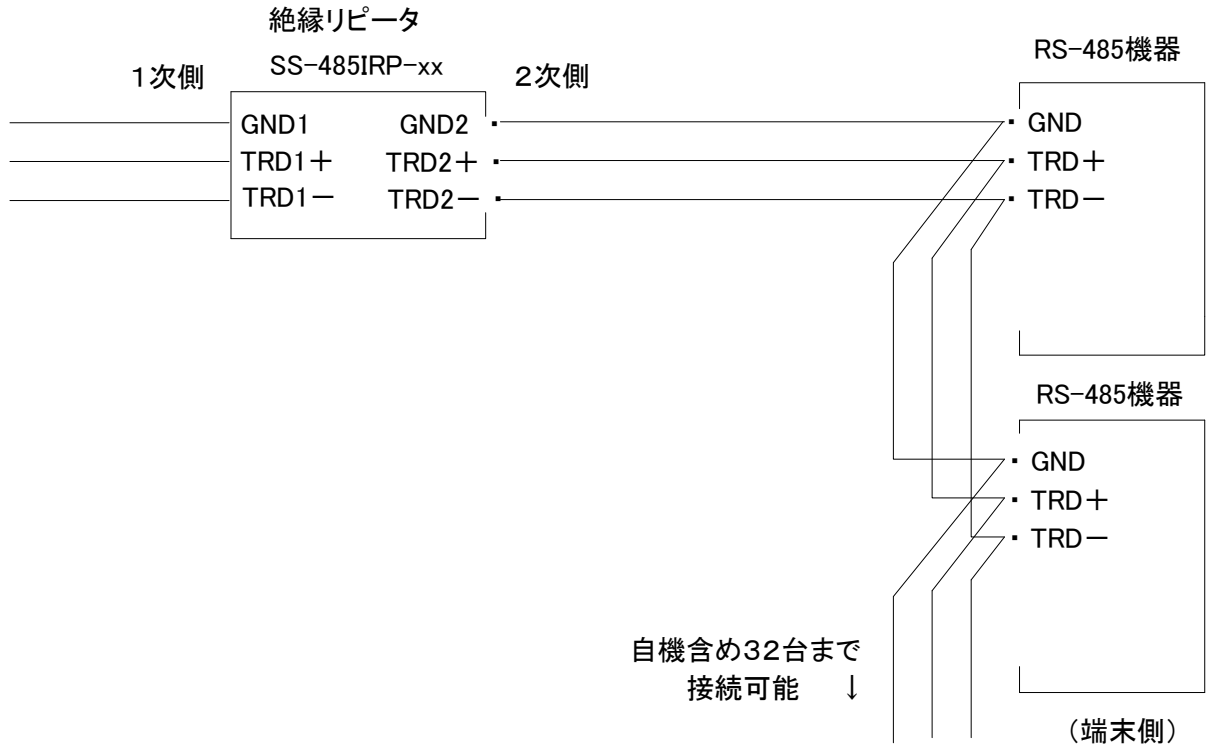 絶縁リピータ
SS-485IRP-xx
1次側
2次側
GND1
GND2
TRD1+
TRD2+
TRD1-
TRD2-
RS-485機器
GND
TRD+
TRD-
RS-485機器
GND
TRD+
TRD-
自機含め32台まで
接続可能 ↓
(端末側)